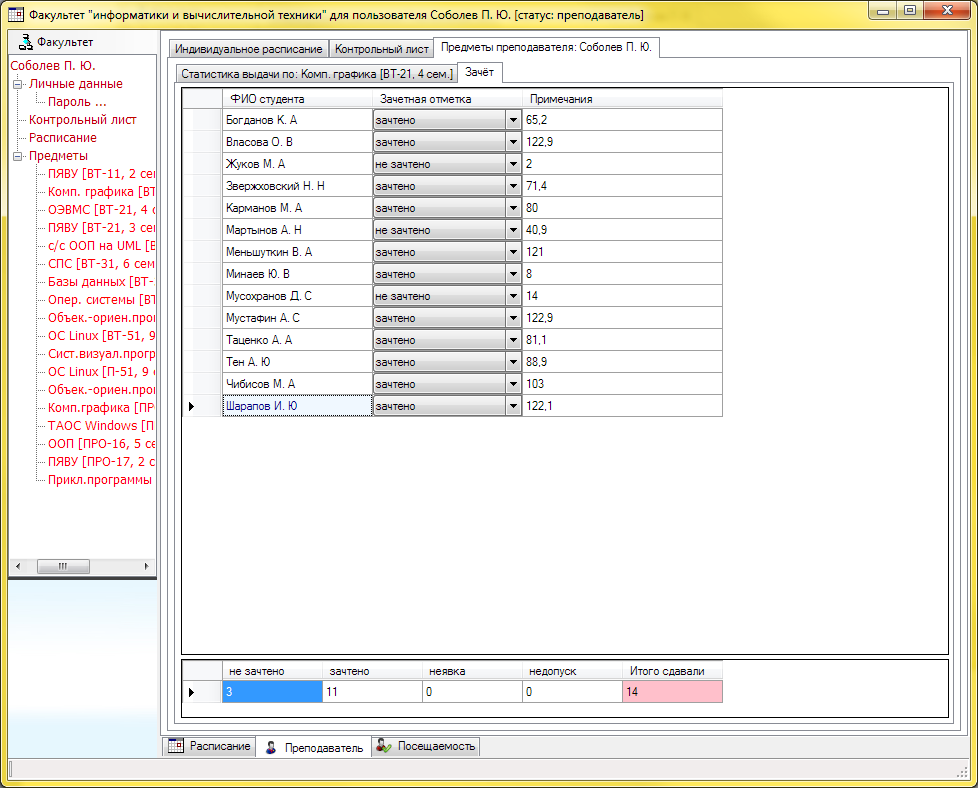 Факультет "информатики и вычислительной техники" для пользователя Соболев П. Ю. [статус: преподаватель]
Факультет
Соболев П. Ю.
Личные данные
Пароль ...
Контрольный лист
Расписание
Предметы
ПЯВУ [ВТ-11, 2 сем
Комп. графика [ВТ
ОЭВМС [ВТ-21, 4 с
ПЯВУ [ВТ-21, 3 сем
с/с ООП на UML [В
СПС [ВТ-31, 6 сем
Базы данных [ВТ-
Опер. системы [ВТ
Объек.-ориен.про
ОС Linux [ВТ-51, 9
Сист.визуал.прогр
ОС Linux [П-51, 9 с
Объек.-ориен.про
Комп.графика [ПР
ТАОС Windows [П
ООП [ПРО-16, 5 се
ПЯВУ [ПРО-17, 2 с
Прикл.программы
Индивидуальное расписание Контрольный лист Предметы преподавателя: Соболев П. Ю.
Статистика выдачи по: Комп. графика [ВТ-21, 4 сем.] Зачёт
ФИО студента Зачетная отметка Примечания
Богданов К. А зачтено 65,2
Власова О. В зачтено 122,9
Жуков М. А не зачтено 2
Звержховский Н. Н зачтено 71,4
Карманов М. А зачтено 80
Мартынов А. Н не зачтено 40,9
Меньшуткин В. А зачтено 121
Минаев Ю. В зачтено 8
Мусохранов Д. С не зачтено 14
Мустафин А. С зачтено 122,9
Таценко А. А зачтено 81,1
Тен А. Ю зачтено 88,9
Чибисов М. А зачтено 103
Шарапов И. Ю зачтено 122,1
не зачтено зачтено неявка недопуск Итого сдавали
3 11 0 0 14
Расписание Преподаватель Посещаемость